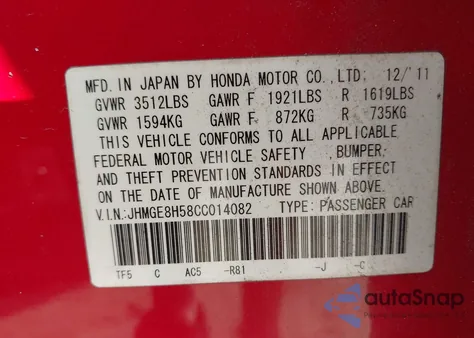 MFD. IN JAPAN BY HONDA MOTOR CO., LTD: 12/'11
GVWR 3512LBS GAWR F 1921LBS R 1619LBS
GVWR 1594KG GAWR F 872KG R 735KG
THIS VEHICLE CONFORMS TO ALL APPLICABLE
FEDERAL MOTOR VEHICLE SAFETY, BUMPER,
AND THEFT PREVENTION STANDARDS IN EFFECT
ON THE DATE OF MANUFACTURE SHOWN ABOVE.
V.I.N:JHMGE8H58CC014082 TYPE: PASSENGER CAR
TF5 C AC5 -R81 -J -C
autoSnap